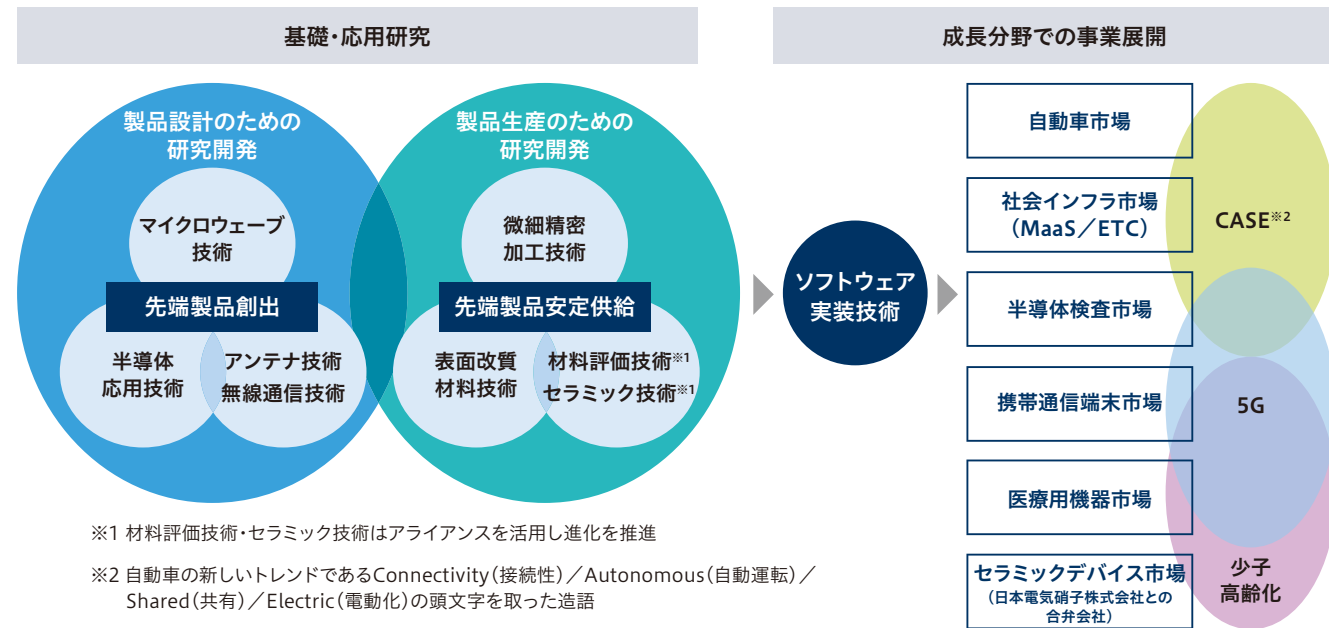 基礎・応用研究
成長分野での事業展開
製品設計のための
研究開発
マイクロウェーブ
技術
先端製品創出
半導体
応用技術
アンテナ技術
無線通信技術
製品生産のための
研究開発
微細精密
加工技術
先端製品安定供給
表面改質
材料技術
材料評価技術※1
セラミック技術※1
ソフトウェア
実装技術
自動車市場
社会インフラ市場
（MaaS／ETC）
半導体検査市場
携帯通信端末市場
医療用機器市場
セラミックデバイス市場
（日本電気硝子株式会社との
合弁会社）
CASE※2
5G
少子
高齢化
※1 材料評価技術・セラミック技術はアライアンスを活用し進化を推進
※2 自動車の新しいトレンドであるConnectivity（接続性）／Autonomous（自動運転）／
Shared（共有）／Electric（電動化）の頭文字を取った造語